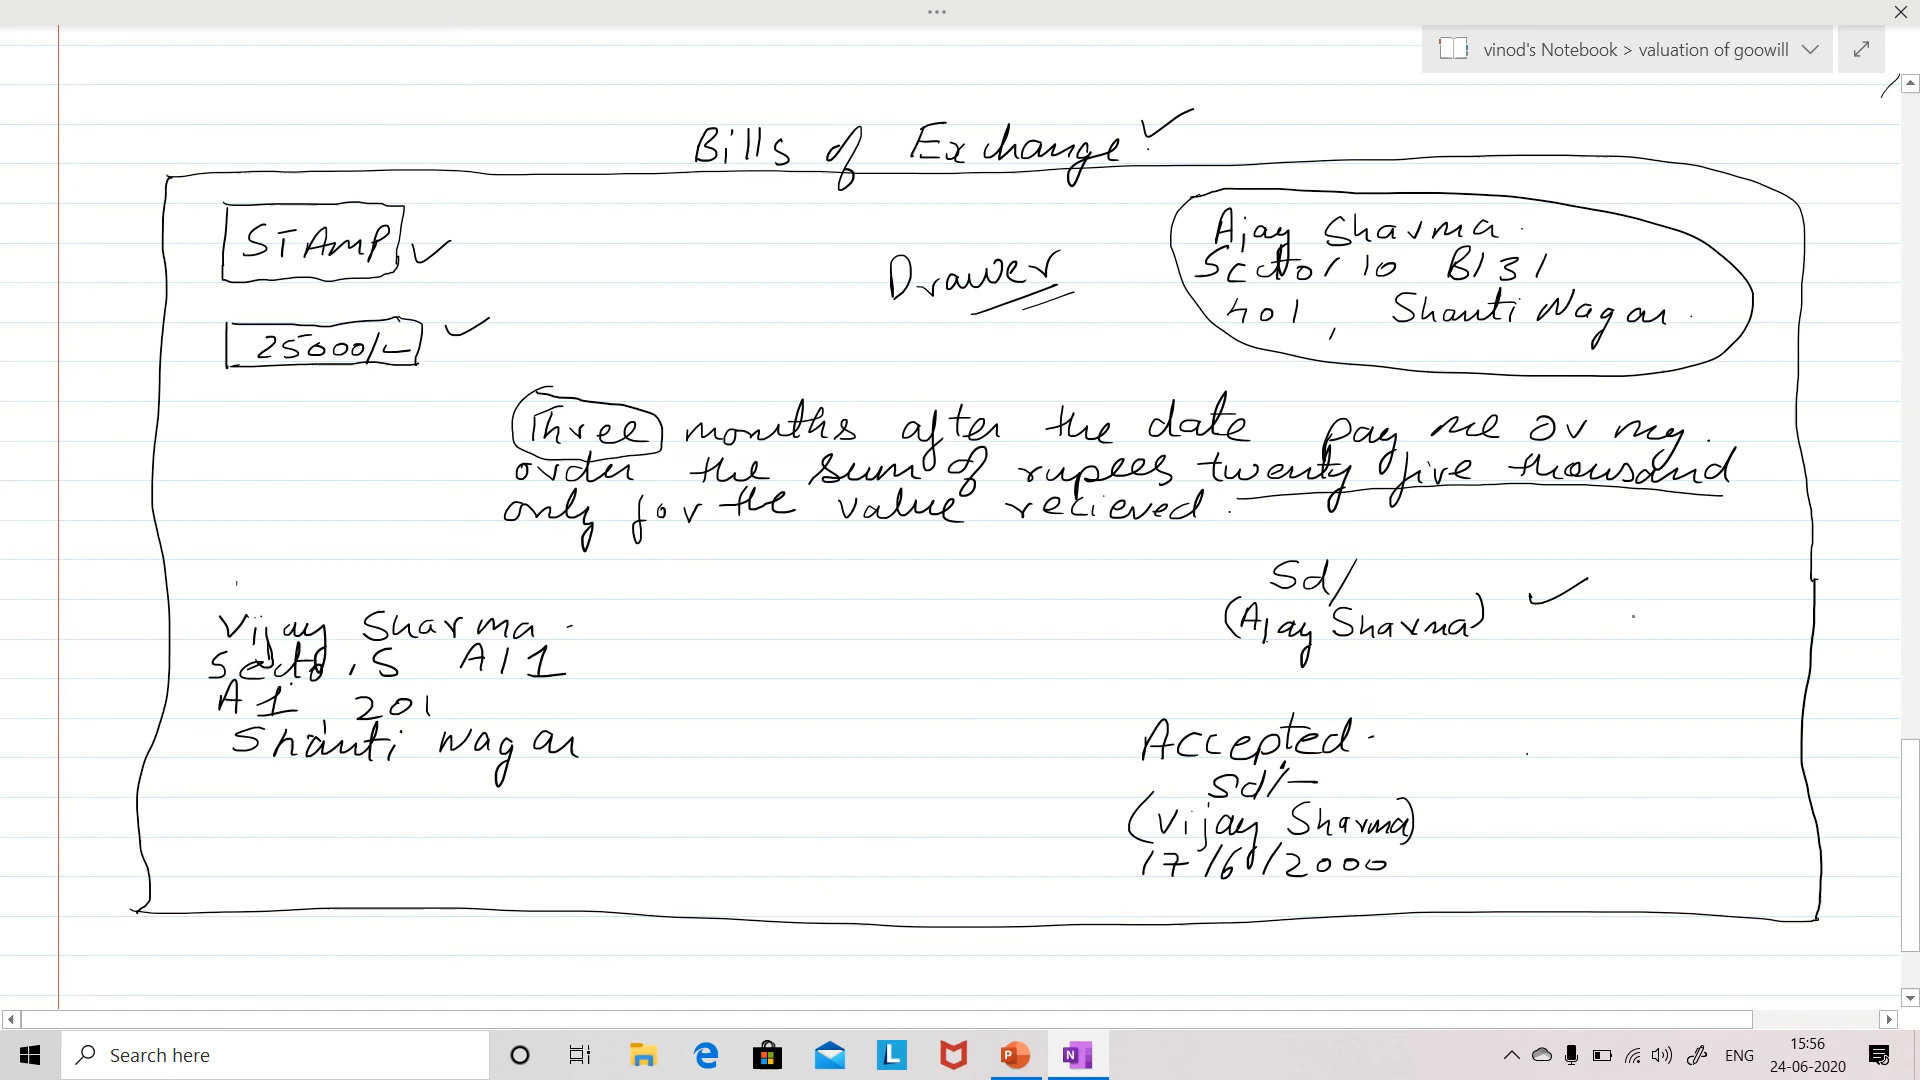 vinod's Notebook > valuation of goowill
Bills of Exchange
STAMP
25000/-
Drawer
Ajay Sharma
Sector 10 B131
401, Shanti Nagar
Three months after the date pay me or my
order the sum of rupees twenty five thousand
only for the value recieved.
Sd/
(Ajay Sharma)
Vijay Sharma
Sector 5 A11
A1 201
Shanti Nagar
Accepted
Sd/-
(Vijay Sharma)
17/6/2000
Search here
ENG
15:56
24-06-2020